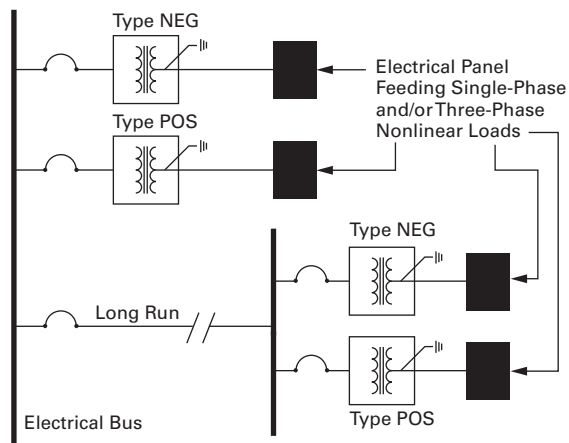 Type NEG
Electrical Panel
Feeding Single-Phase
and/or Three-Phase
Nonlinear Loads
Type POS
Type NEG
Long Run
Type POS
Electrical Bus